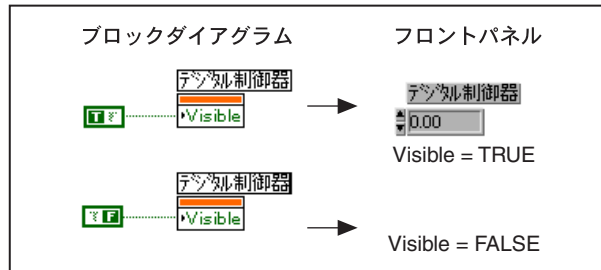 ブロックダイアグラム
フロントパネル
デジタル制御器
T
Visible
デジタル制御器
0.00
Visible = TRUE
デジタル制御器
F
Visible
Visible = FALSE